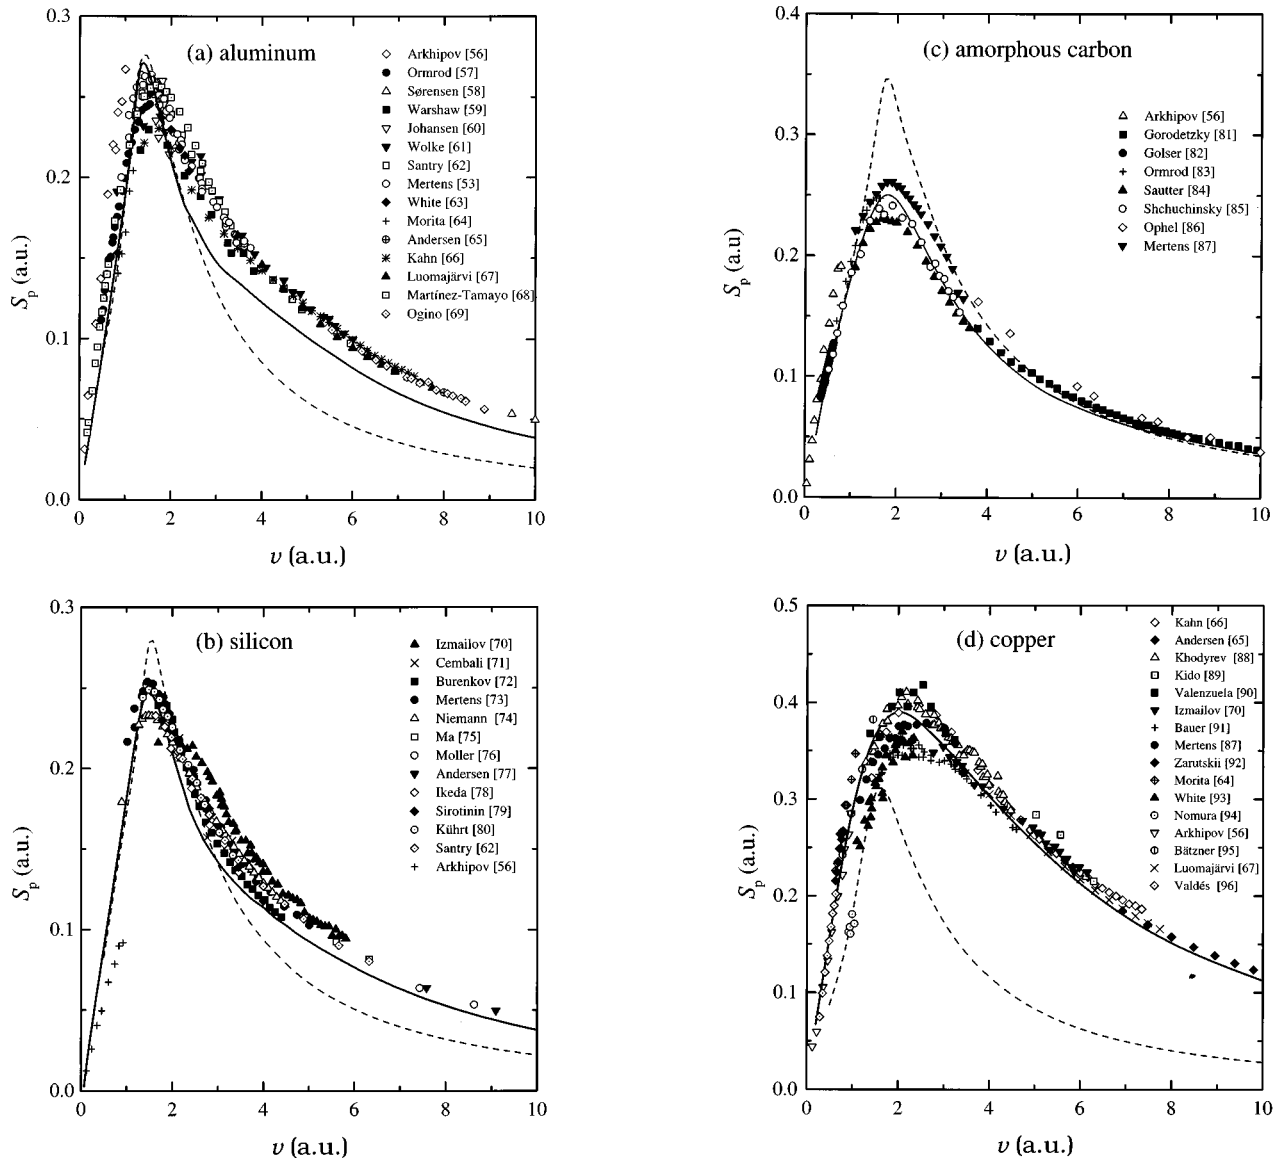 (a) aluminum
0.3
0.2
0.1
0.0
Sp (a.u.)
0 2 4 6 8 10
v (a.u.)
Arkhipov [56]
Ormrod [57]
Sørensen [58]
Warshaw [59]
Johansen [60]
Wolke [61]
Santry [62]
Mertens [53]
White [63]
Morita [64]
Andersen [65]
Kahn [66]
Luomajärvi [67]
Martínez-Tamayo [68]
Ogino [69]
(c) amorphous carbon
0.4
0.3
0.2
0.1
0.0
Sp (a.u)
0 2 4 6 8 10
v (a.u.)
Arkhipov [56]
Gorodetzky [81]
Golser [82]
Ormrod [83]
Sautter [84]
Shchuchinsky [85]
Ophel [86]
Mertens [87]
(b) silicon
0.3
0.2
0.1
0.0
Sp (a.u.)
0 2 4 6 8 10
v (a.u.)
Izmailov [70]
Cembali [71]
Burenkov [72]
Mertens [73]
Niemann [74]
Ma [75]
Moller [76]
Andersen [77]
Ikeda [78]
Sirotinin [79]
Kührt [80]
Santry [62]
Arkhipov [56]
(d) copper
0.5
0.4
0.3
0.2
0.1
0.0
Sp (a.u.)
0 2 4 6 8 10
v (a.u.)
Kahn [66]
Andersen [65]
Khodyrev [88]
Kido [89]
Valenzuela [90]
Izmailov [70]
Bauer [91]
Mertens [87]
Zarutskii [92]
Morita [64]
White [93]
Nomura [94]
Arkhipov [56]
Bätzner [95]
Luomajärvi [67]
Valdés [96]